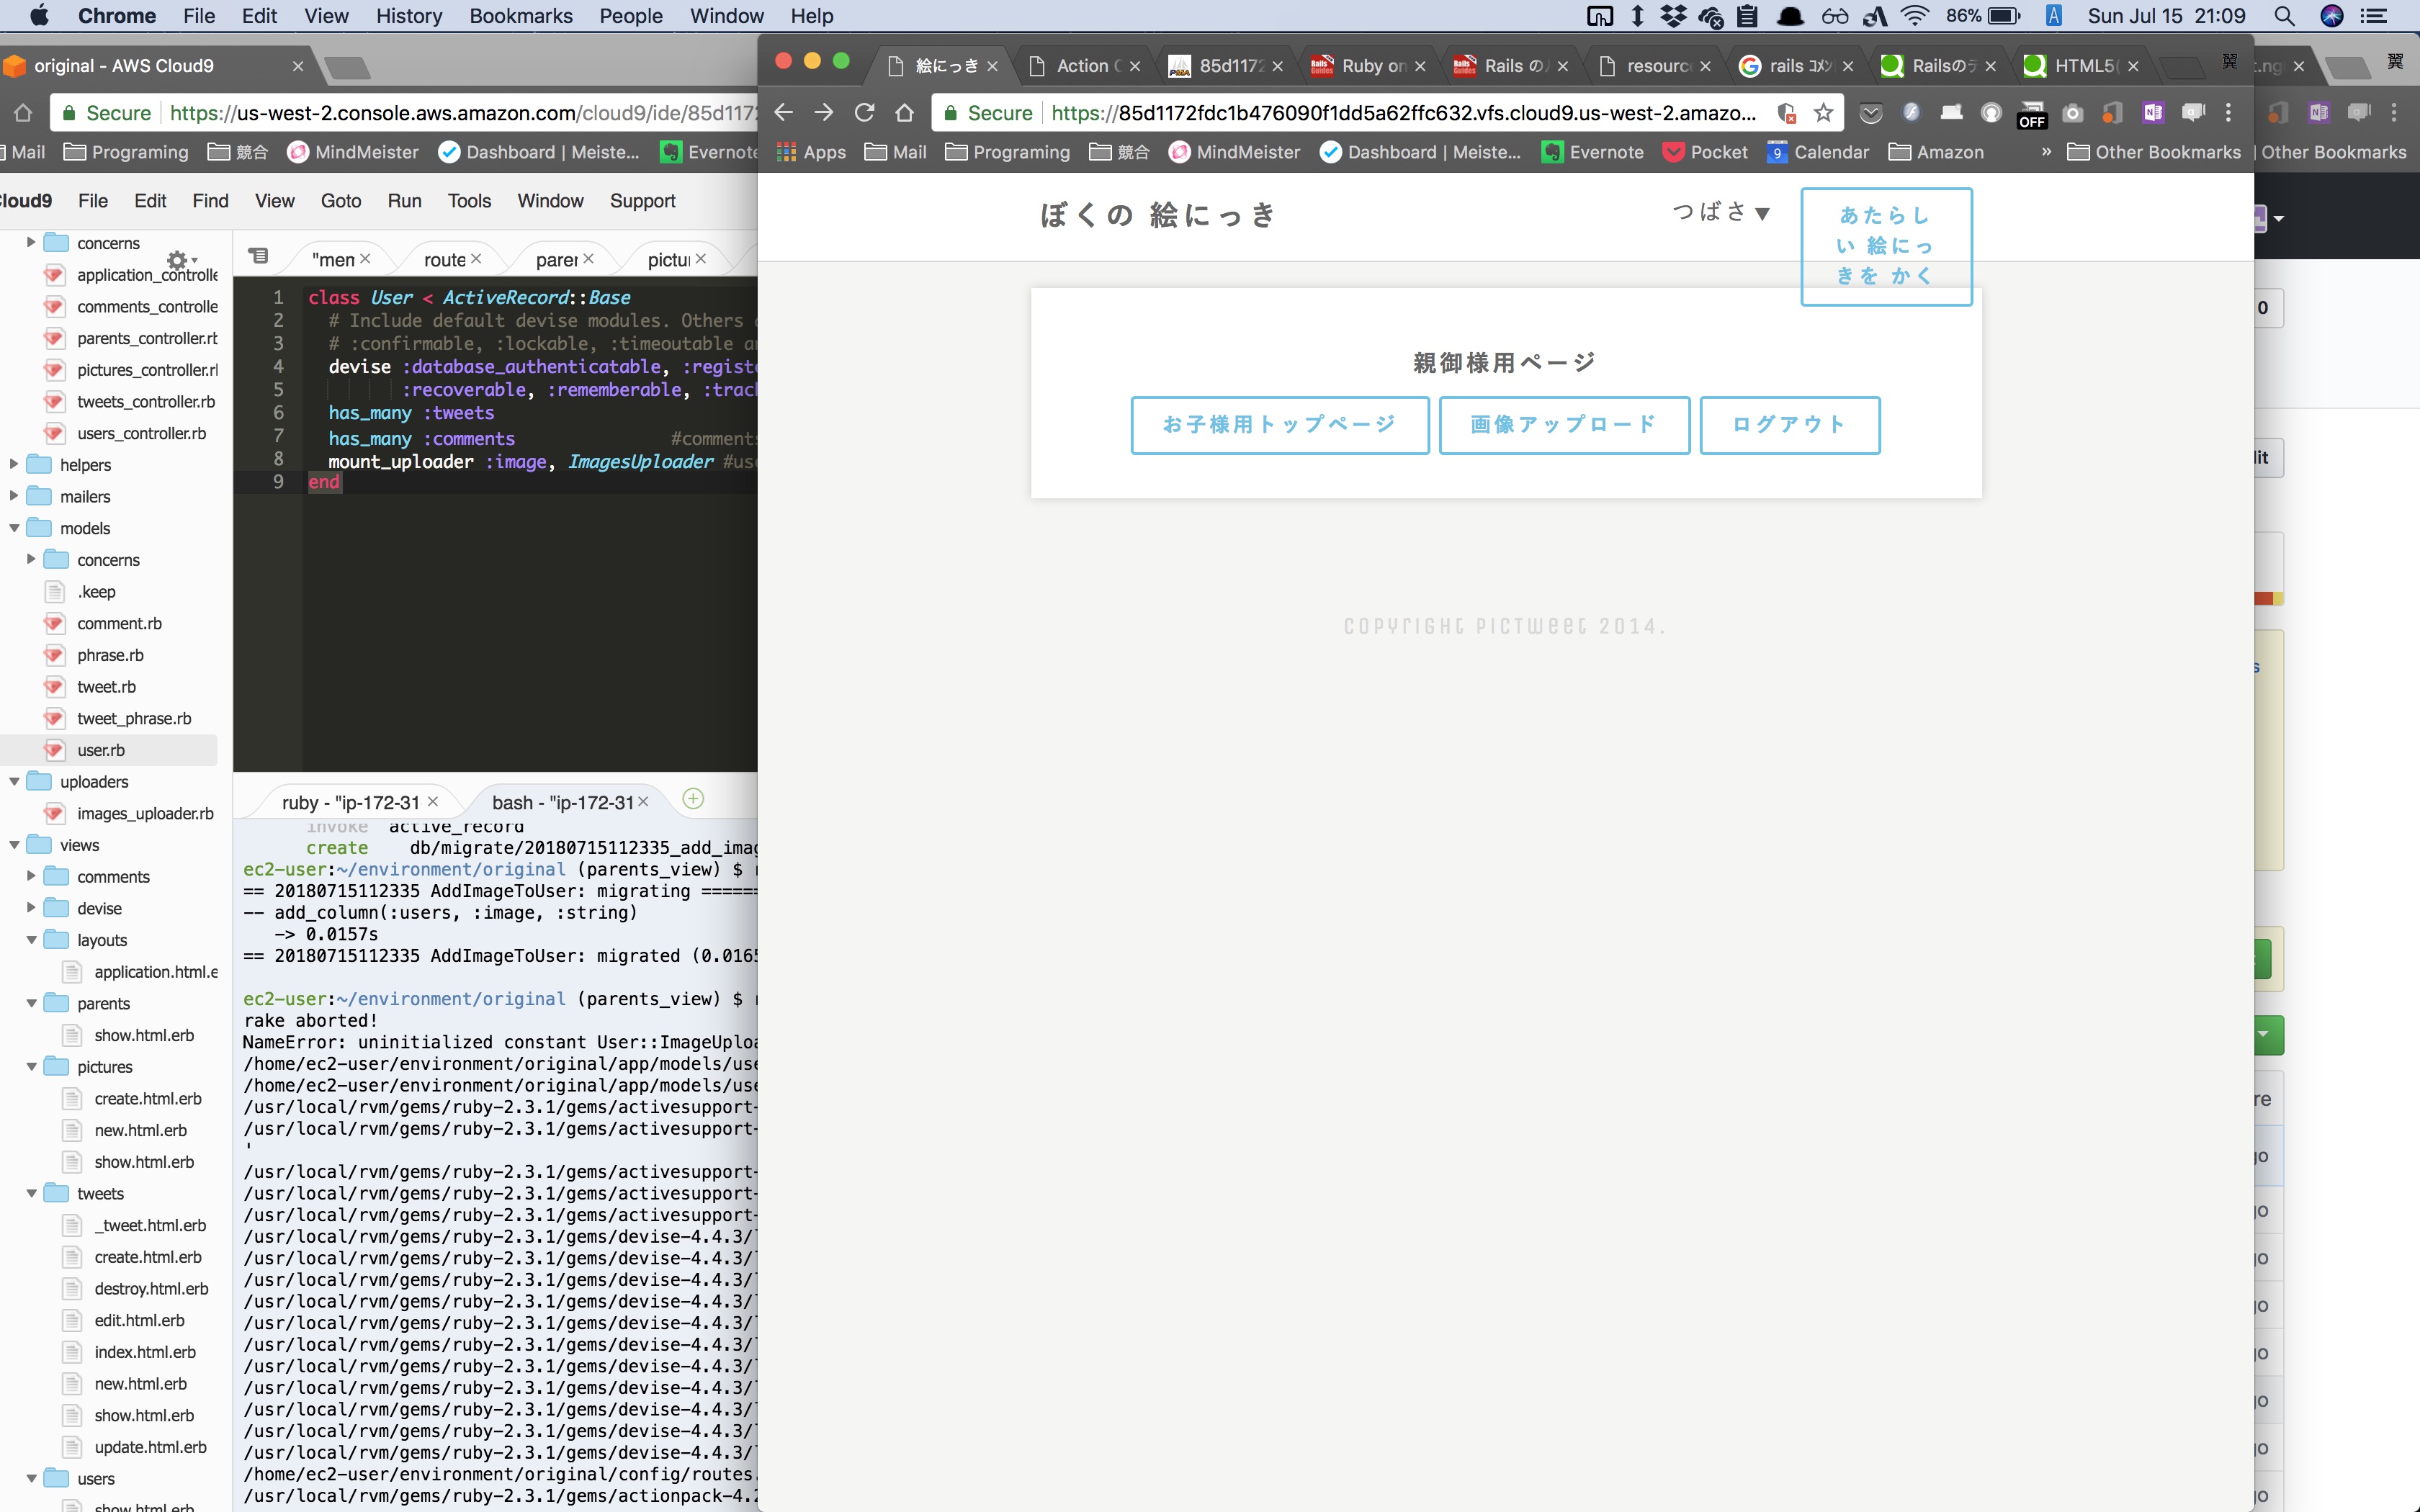 Chrome File Edit View History Bookmarks People Window Help 86% A Sun Jul 15 21:09
original - AWS Cloud9
Secure https://us-west-2.console.aws.amazon.com/cloud9/ide/85d1172
Mail Programing 競合 MindMeister Dashboard | Meiste... Evernote
File Edit Find View Goto Run Tools Window Support
concerns
application_controlle
comments_controlle
parents_controller.rb
pictures_controller.rl
tweets_controller.rb
users_controller.rb
helpers
mailers
models
concerns
.keep
comment.rb
phrase.rb
tweet.rb
tweet_phrase.rb
user.rb
uploaders
images_uploader.rb
views
comments
devise
layouts
application.html.e
parents
show.html.erb
pictures
create.html.erb
new.html.erb
show.html.erb
tweets
_tweet.html.erb
create.html.erb
destroy.html.erb
edit.html.erb
index.html.erb
new.html.erb
show.html.erb
update.html.erb
users
show.html.erb
"men route parer pictu
1 class User < ActiveRecord::Base
2 # Include default devise modules. Others
3 # :confirmable, :lockable, :timeoutable
4 devise :database_authenticatable, :registe
5 :recoverable, :rememberable, :trac
6 has_many :tweets
7 has_many :comments #comments
8 mount_uploader :image, ImagesUploader #use
9 end
ruby - "ip-172-31 bash - "ip-172-31
invoke active_record
create db/migrate/20180715112335_add_imag
ec2-user:~/environment/original (parents_view) $
== 20180715112335 AddImageToUser: migrating ======
-- add_column(:users, :image, :string)
-> 0.0157s
== 20180715112335 AddImageToUser: migrated (0.0165
ec2-user:~/environment/original (parents_view) $
rake aborted!
NameError: uninitialized constant User::ImageUploa
/home/ec2-user/environment/original/app/models/use
/home/ec2-user/environment/original/app/models/use
/usr/local/rvm/gems/ruby-2.3.1/gems/activesupport-
/usr/local/rvm/gems/ruby-2.3.1/gems/activesupport-
'
/usr/local/rvm/gems/ruby-2.3.1/gems/activesupport-
/usr/local/rvm/gems/ruby-2.3.1/gems/activesupport-
/usr/local/rvm/gems/ruby-2.3.1/gems/activesupport-
/usr/local/rvm/gems/ruby-2.3.1/gems/devise-4.4.3/
/usr/local/rvm/gems/ruby-2.3.1/gems/devise-4.4.3/
/usr/local/rvm/gems/ruby-2.3.1/gems/devise-4.4.3/
/usr/local/rvm/gems/ruby-2.3.1/gems/devise-4.4.3/
/usr/local/rvm/gems/ruby-2.3.1/gems/devise-4.4.3/
/usr/local/rvm/gems/ruby-2.3.1/gems/devise-4.4.3/
/usr/local/rvm/gems/ruby-2.3.1/gems/devise-4.4.3/
/usr/local/rvm/gems/ruby-2.3.1/gems/devise-4.4.3/
/usr/local/rvm/gems/ruby-2.3.1/gems/devise-4.4.3/
/usr/local/rvm/gems/ruby-2.3.1/gems/devise-4.4.3/
/usr/local/rvm/gems/ruby-2.3.1/gems/devise-4.4.3/
/home/ec2-user/environment/original/config/routes.
/usr/local/rvm/gems/ruby-2.3.1/gems/actionpack-4.2
絵にっき Action C 85d1172 Ruby on Rails の resourc rails ｺﾒﾝ Railsのラ HTML5( 翼
Secure https://85d1172fdc1b476090f1dd5a62ffc632.vfs.cloud9.us-west-2.amazo... OFF
Apps Mail Programing 競合 MindMeister Dashboard | Meiste... Evernote Pocket 9 Calendar Amazon » Other Bookmarks
ぼくの 絵にっき
つばさ▼
あたらし
い 絵にっ
きを かく
親御様用ページ
お子様用トップページ 画像アップロード ログアウト
COPYRIGHT PICTWEET 2014.
.ng 翼
Other Bookmarks
0